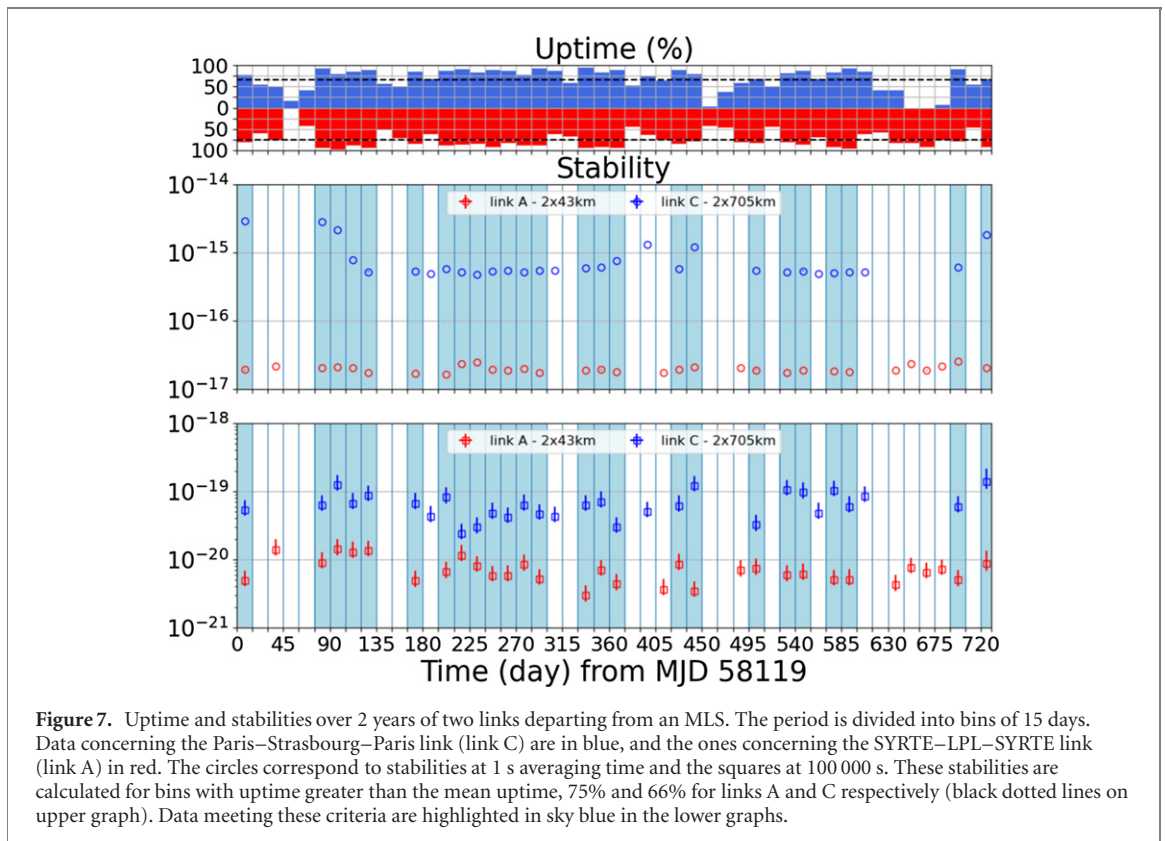 Uptime (%)
100
50
0
50
100
Stability
10−14
link A - 2x43km link C - 2x705km
10−15
10−16
10−17
10−18
link A - 2x43km link C - 2x705km
10−19
10−20
10−21
0 45 90 135 180 225 270 315 360 405 450 495 540 585 630 675 720
Time (day) from MJD 58119
Figure 7. Uptime and stabilities over 2 years of two links departing from an MLS. The period is divided into bins of 15 days.
Data concerning the Paris–Strasbourg–Paris link (link C) are in blue, and the ones concerning the SYRTE–LPL–SYRTE link
(link A) in red. The circles correspond to stabilities at 1 s averaging time and the squares at 100 000 s. These stabilities are
calculated for bins with uptime greater than the mean uptime, 75% and 66% for links A and C respectively (black dotted lines on
upper graph). Data meeting these criteria are highlighted in sky blue in the lower graphs.